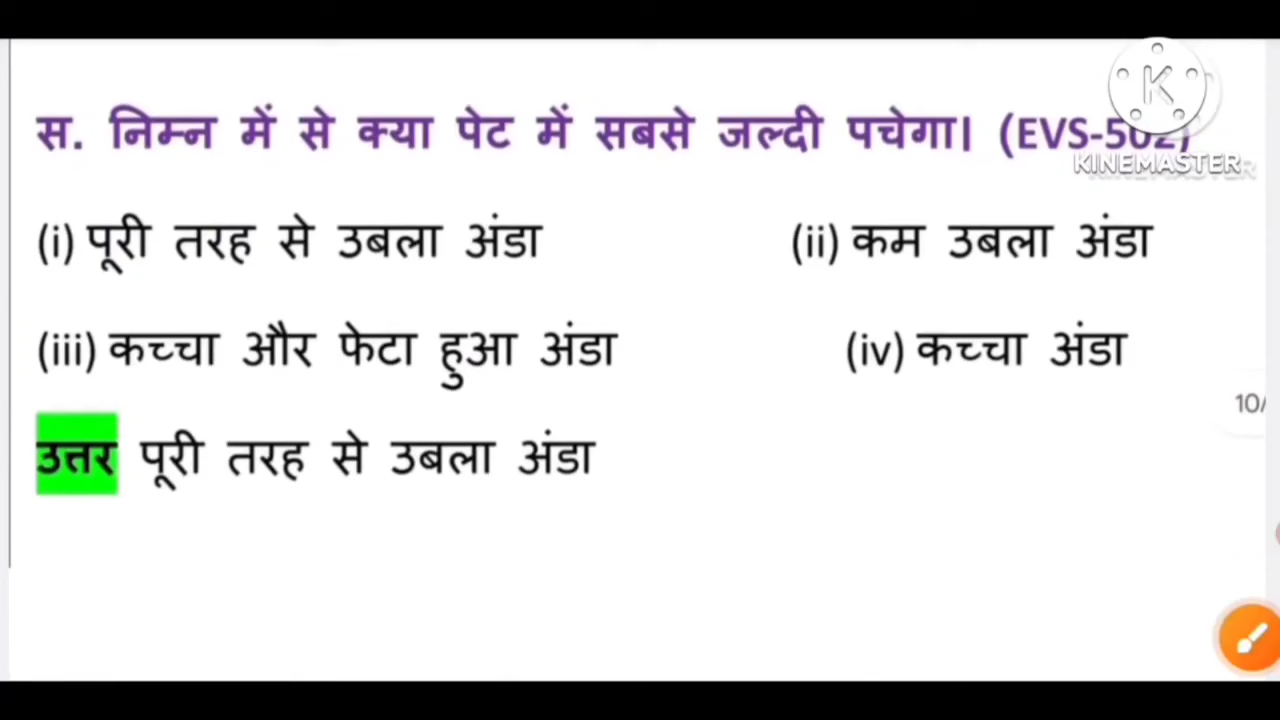 स. निम्न में से क्या पेट में सबसे जल्दी पचेगा। (EVS-502)
KINEMASTER
(i) पूरी तरह से उबला अंडा (ii) कम उबला अंडा
(iii) कच्चा और फेटा हुआ अंडा (iv) कच्चा अंडा
10/
उत्तर पूरी तरह से उबला अंडा